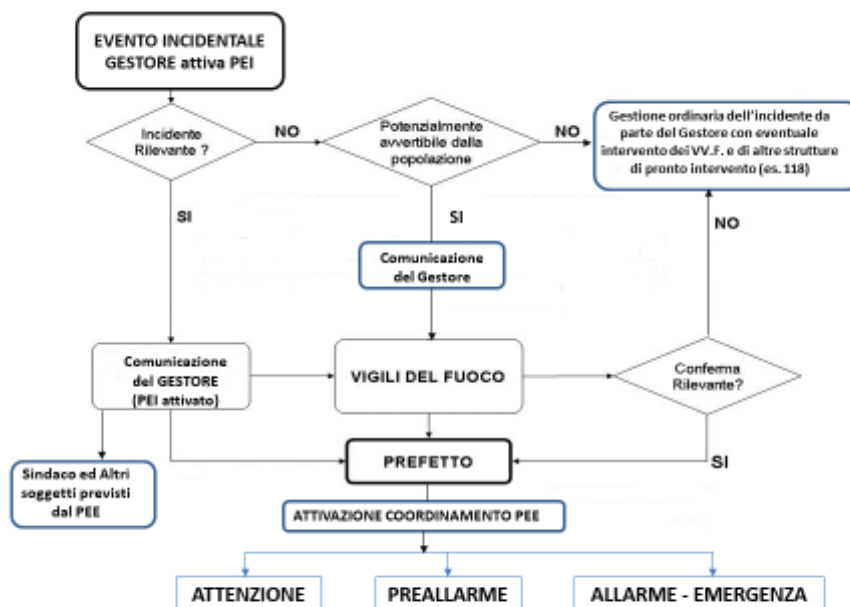 EVENTO INCIDENTALE
GESTORE attiva PEI
Incidente
Rilevante ?
NO
Potenzialmente
avvertibile dalla
popolazione
NO
Gestione ordinaria dell'incidente da
parte del Gestore con eventuale
intervento dei VV.F. e di altre strutture
di pronto intervento (es. 118)
SI
SI
NO
Comunicazione
del Gestore
Comunicazione
del GESTORE
(PEI attivato)
VIGILI DEL FUOCO
Conferma
Rilevante?
SI
PREFETTO
Sindaco ed Altri
soggetti previsti
dal PEE
ATTIVAZIONE COORDINAMENTO PEE
ATTENZIONE
PREALLARME
ALLARME - EMERGENZA